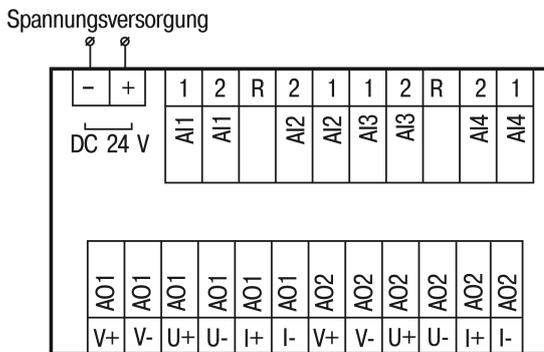 Spannungsversorgung
- + 1 2 R 2 1 1 2 R 2 1
DC 24 V AI1 AI1 AI2 AI2 AI3 AI3 AI4 AI4
AO1 AO1 AO1 AO1 AO1 AO1 AO2 AO2 AO2 AO2 AO2 AO2
V+ V- U+ U- I+ I- V+ V- U+ U- I+ I-